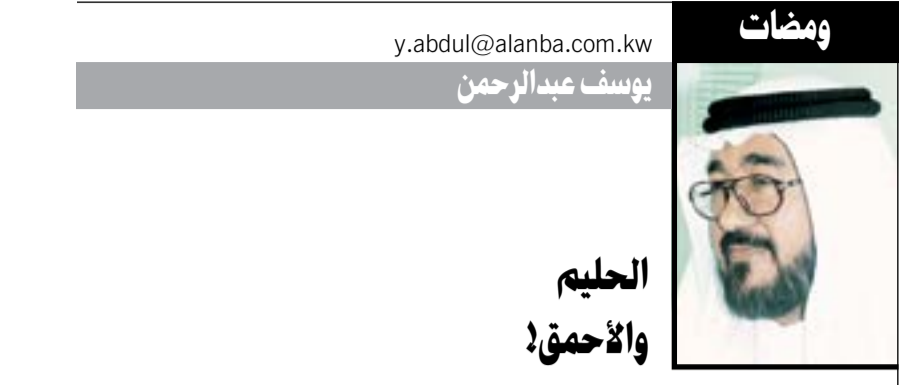 ومضات
y.abdul@alanba.com.kw
يوسف عبدالرحمن
الحليم
والأحمق!